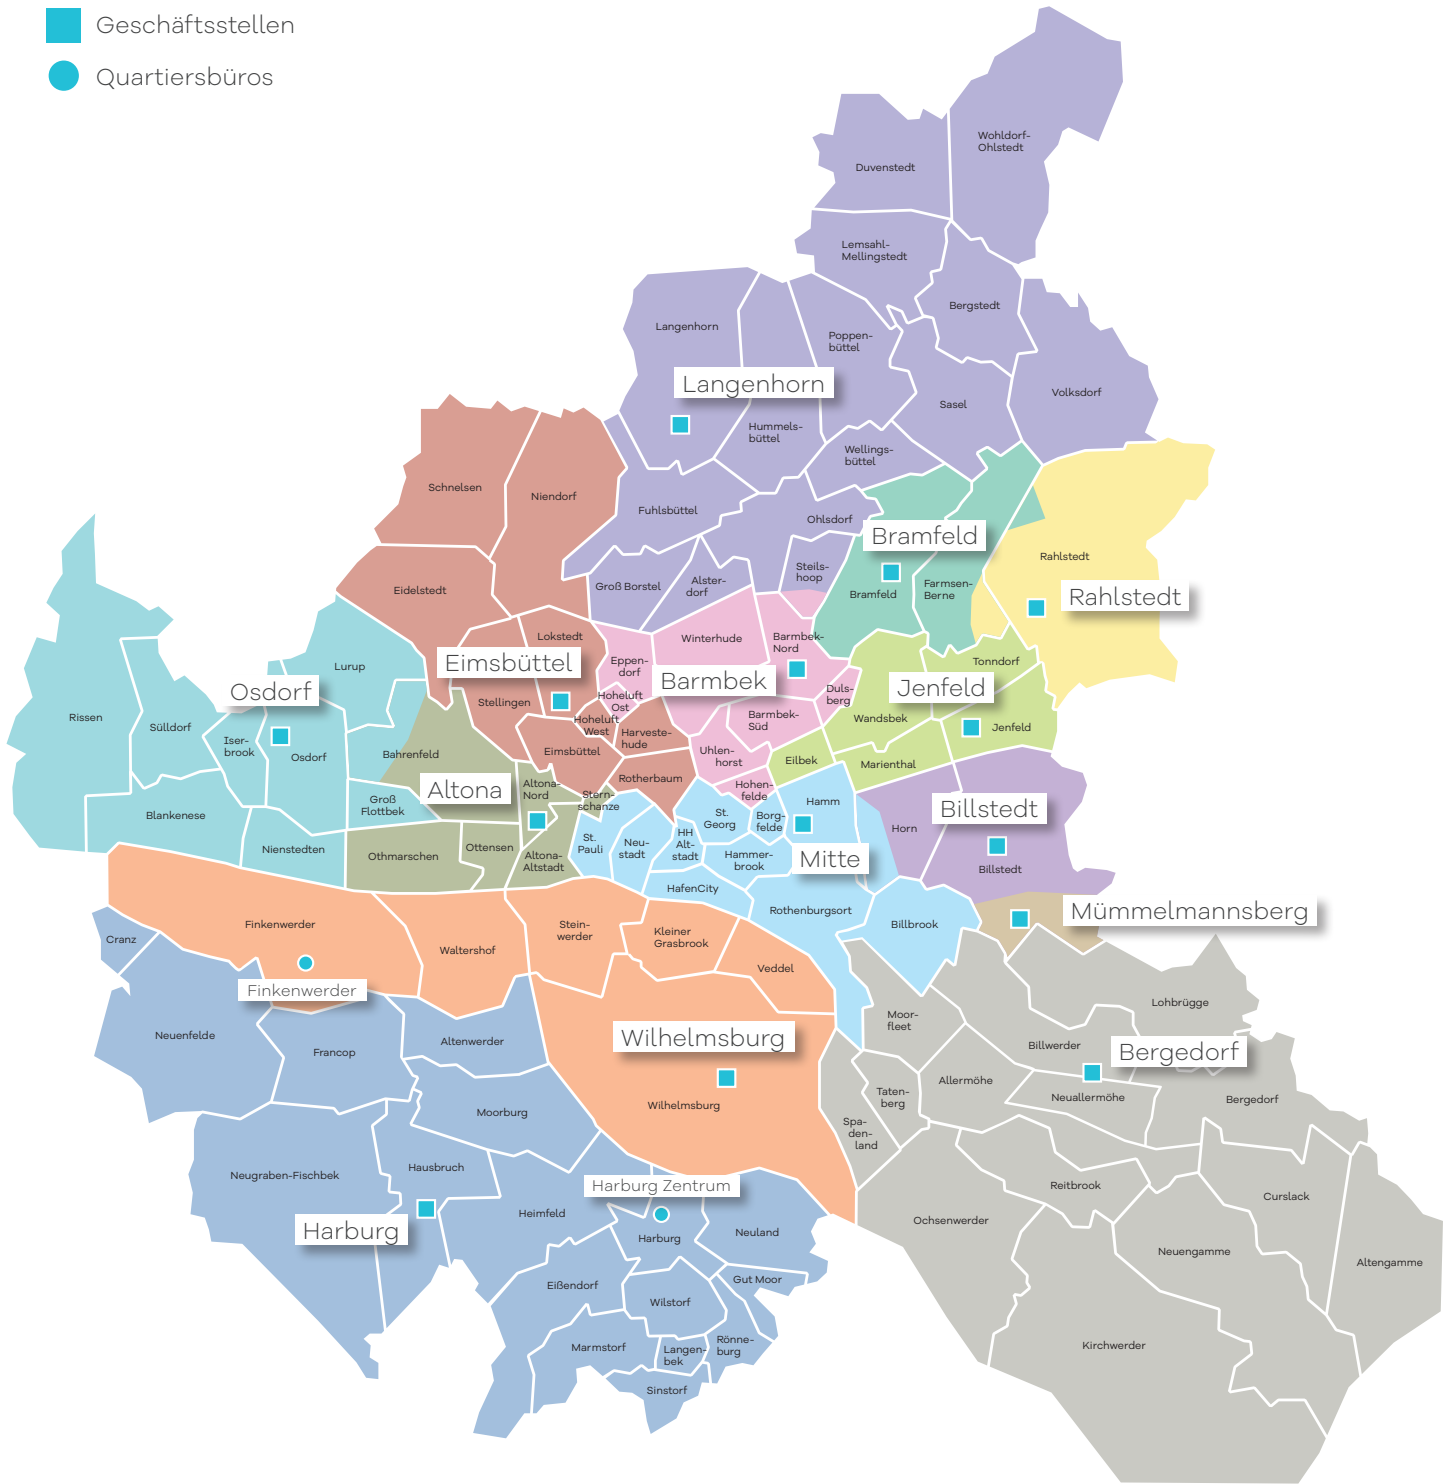 Geschäftsstellen
Quartiersbüros
Wohldorf-
Ohlstedt
Duvenstedt
Lemsahl-
Mellingstedt
Bergstedt
Langenhorn
Poppen-
büttel
Langenhorn
Volksdorf
Sasel
Hummels-
büttel
Wellings-
büttel
Schnelsen
Niendorf
Fuhlsbüttel
Ohlsdorf
Bramfeld
Rahlstedt
Steils-
hoop
Groß Borstel
Alster-
dorf
Bramfeld
Farmsen-
Berne
Rahlstedt
Eidelstedt
Lokstedt
Winterhude
Barmbek-
Nord
Eimsbüttel
Eppen-
dorf
Tonndorf
Lurup
Barmbek
Jenfeld
Osdorf
Stellingen
Hoheluft
Ost
Duls-
berg
Rissen
Sülldorf
Iser-
brook
Osdorf
Hoheluft
West
Harveste-
hude
Barmbek-
Süd
Wandsbek
Jenfeld
Bahrenfeld
Eimsbüttel
Uhlen-
horst
Eilbek
Marienthal
Altona
Altona-
Nord
Rotherbaum
Hohen-
felde
Stern-
schanze
Groß
Flottbek
Blankenese
Hamm
Billstedt
St.
Georg
Borg-
felde
Horn
Nienstedten
Othmarschen
Ottensen
Altona-
Altstadt
St.
Pauli
Neu-
stadt
HH
Alt-
stadt
Hammer-
brook
Mitte
Billstedt
HafenCity
Rothenburgsort
Billbrook
Mümmelmannsberg
Finkenwerder
Cranz
Waltershof
Stein-
werder
Kleiner
Grasbrook
Veddel
Finkenwerder
Lohbrügge
Moor-
fleet
Neuenfelde
Francop
Altenwerder
Wilhelmsburg
Billwerder
Bergedorf
Allermöhe
Neuallermöhe
Bergedorf
Taten-
berg
Wilhelmsburg
Moorburg
Spa-
den-
land
Neugraben-Fischbek
Hausbruch
Harburg Zentrum
Reitbrook
Curslack
Harburg
Heimfeld
Harburg
Neuland
Ochsenwerder
Neuengamme
Altengamme
Eißendorf
Gut Moor
Wilstorf
Marmstorf
Langen-
bek
Rönne-
burg
Kirchwerder
Sinstorf